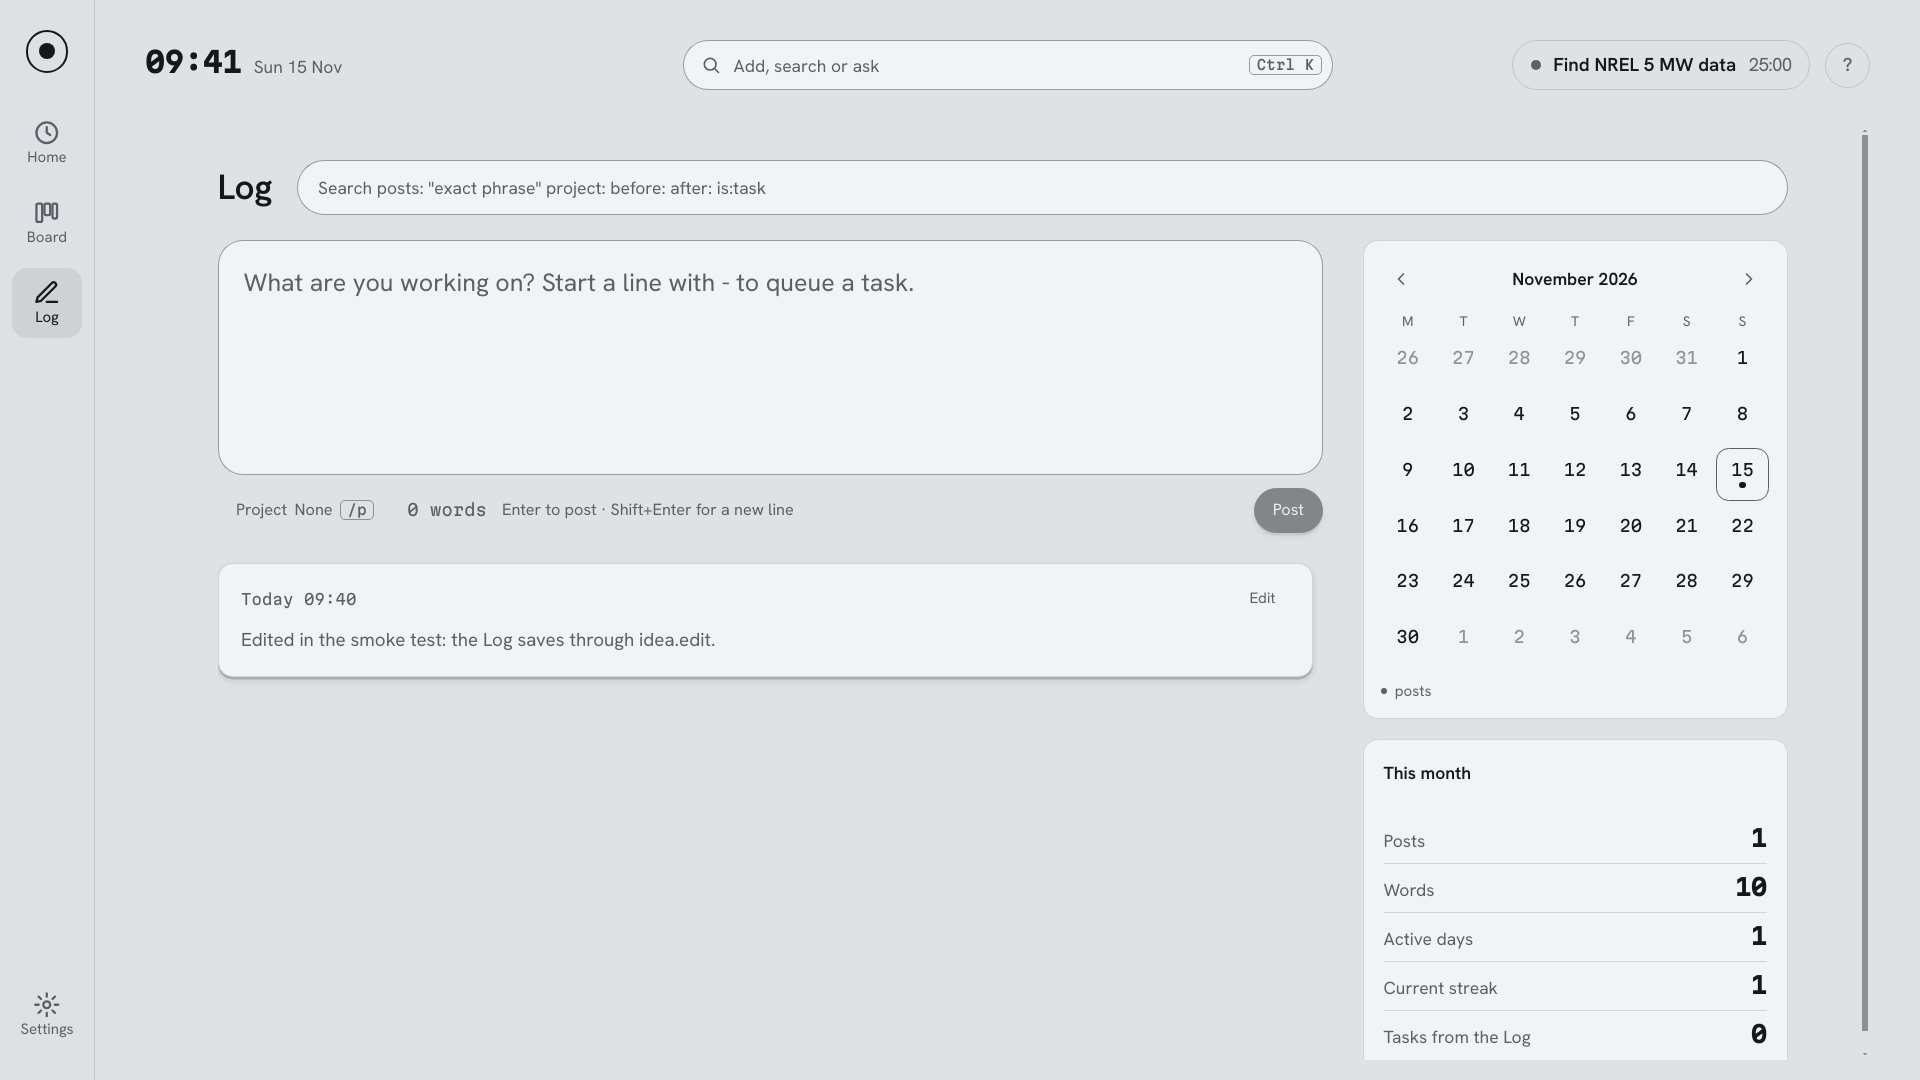 09:41 Sun 15 Nov
Add, search or ask
Ctrl K
Find NREL 5 MW data 25:00
?
Home
Board
Log
Settings
Log
Search posts: "exact phrase" project: before: after: is:task
What are you working on? Start a line with - to queue a task.
Project None /p 0 words Enter to post · Shift+Enter for a new line
Post
Today 09:40
Edit
Edited in the smoke test: the Log saves through idea.edit.
November 2026
M T W T F S S
26 27 28 29 30 31 1
2 3 4 5 6 7 8
9 10 11 12 13 14 15
16 17 18 19 20 21 22
23 24 25 26 27 28 29
30 1 2 3 4 5 6
posts
This month
Posts 1
Words 10
Active days 1
Current streak 1
Tasks from the Log 0